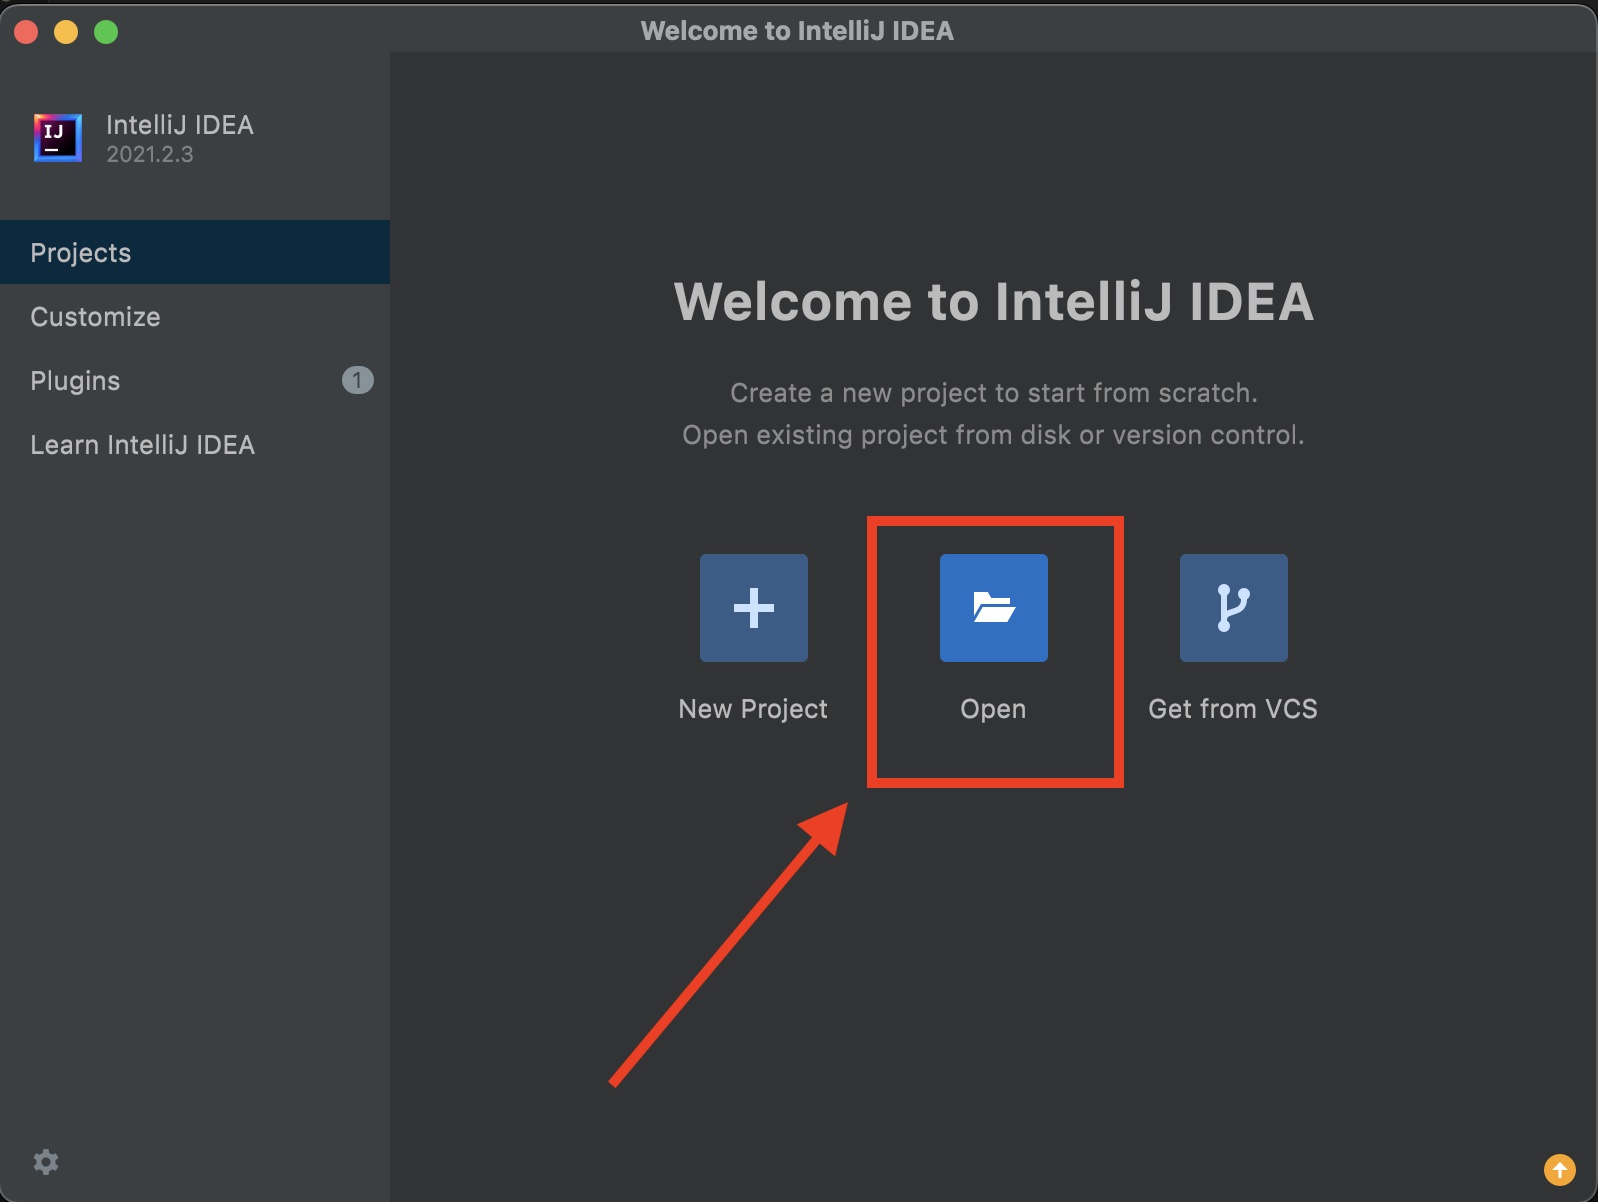 Welcome to IntelliJ IDEA
IJ
IntelliJ IDEA
2021.2.3
Projects
Customize
Plugins 1
Learn IntelliJ IDEA
Welcome to IntelliJ IDEA
Create a new project to start from scratch.
Open existing project from disk or version control.
New Project
Open
Get from VCS